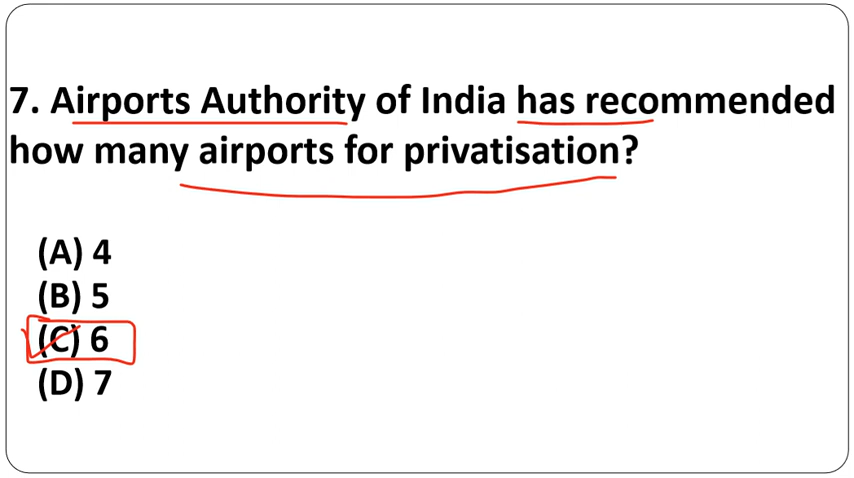 7. Airports Authority of India has recommended
how many airports for privatisation?
(A) 4
(B) 5
(C) 6
(D) 7